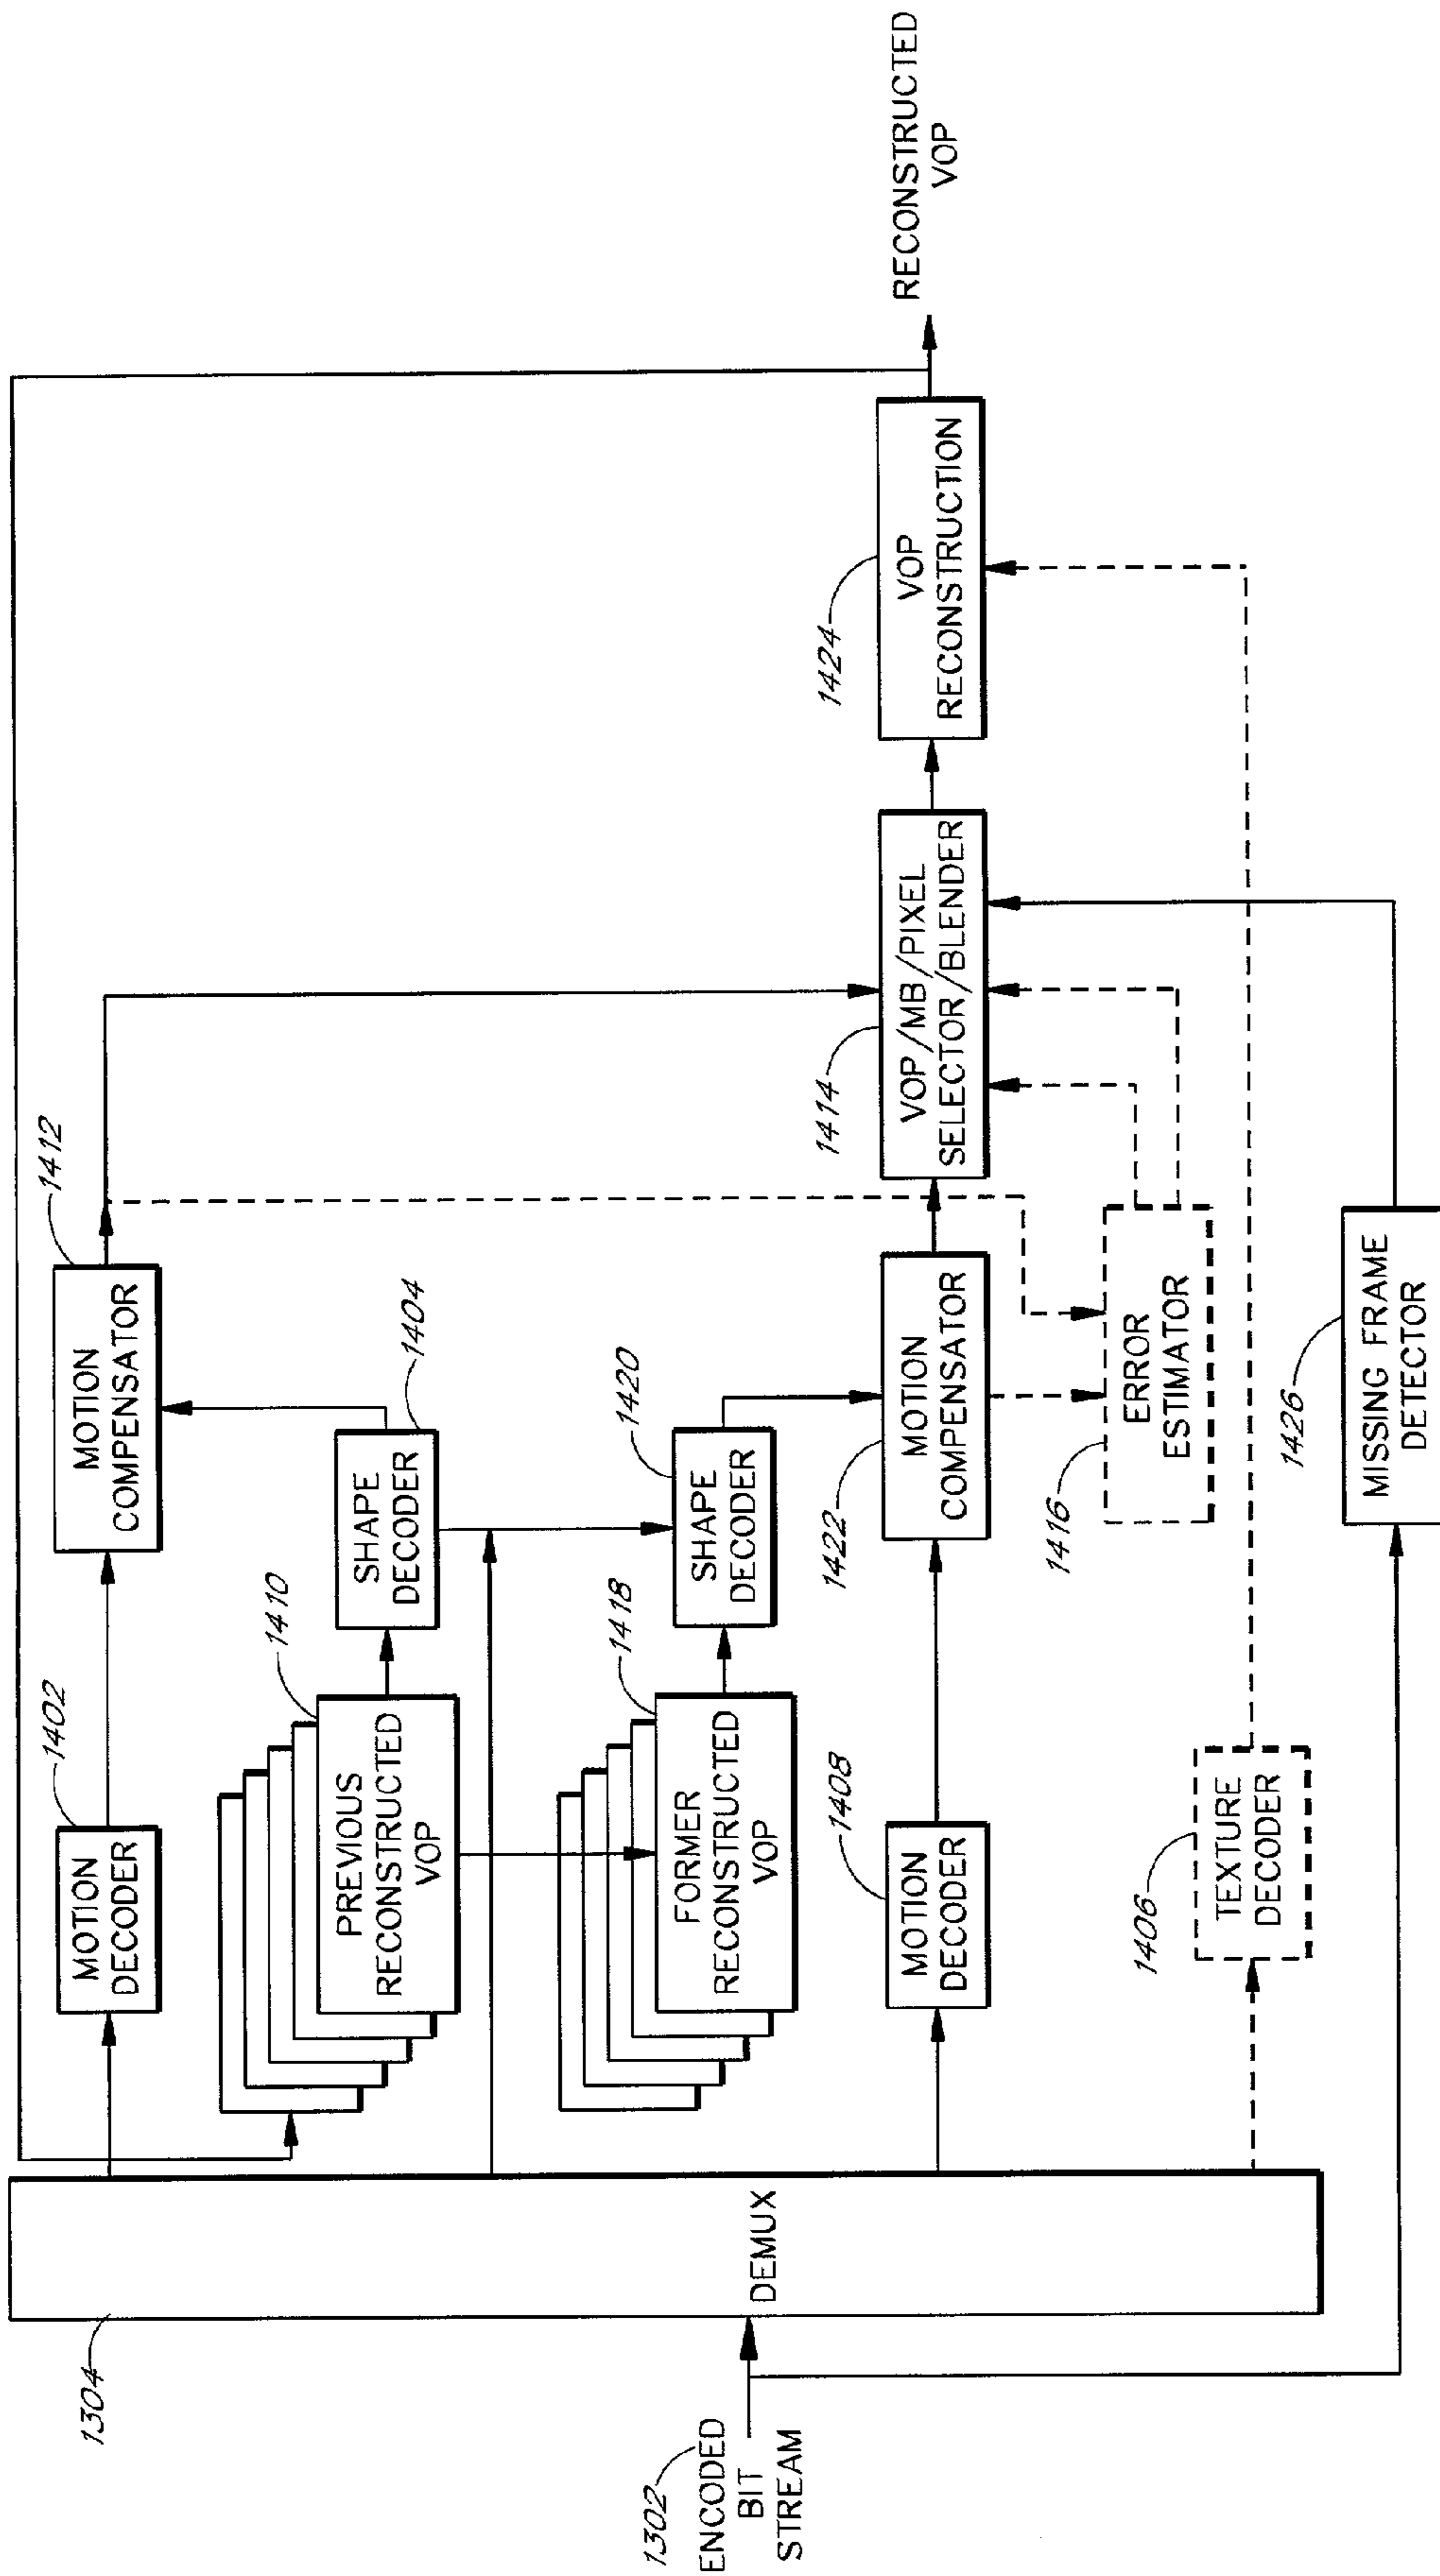 1302
ENCODED
BIT
STREAM
1304
DEMUX
1402
MOTION
DECODER
1412
MOTION
COMPENSATOR
1410
PREVIOUS
RECONSTRUCTED
VOP
1404
SHAPE
DECODER
1418
FORMER
RECONSTRUCTED
VOP
1420
SHAPE
DECODER
1408
MOTION
DECODER
1422
MOTION
COMPENSATOR
1414
VOP/MB/PIXEL
SELECTOR/BLENDER
1424
VOP
RECONSTRUCTION
RECONSTRUCTED
VOP
1416
ERROR
ESTIMATOR
1406
TEXTURE
DECODER
1426
MISSING FRAME
DETECTOR